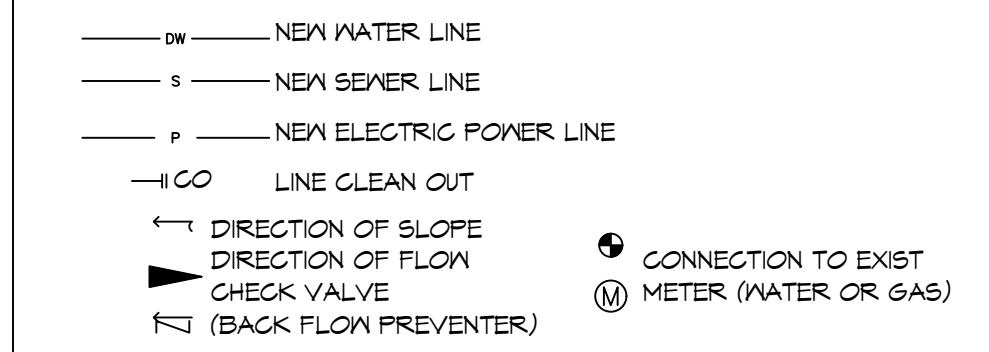 DW NEW WATER LINE
S NEW SEWER LINE
P NEW ELECTRIC POWER LINE
CO LINE CLEAN OUT
DIRECTION OF SLOPE
DIRECTION OF FLOW
CHECK VALVE
(BACK FLOW PREVENTER)
CONNECTION TO EXIST
M METER (WATER OR GAS)